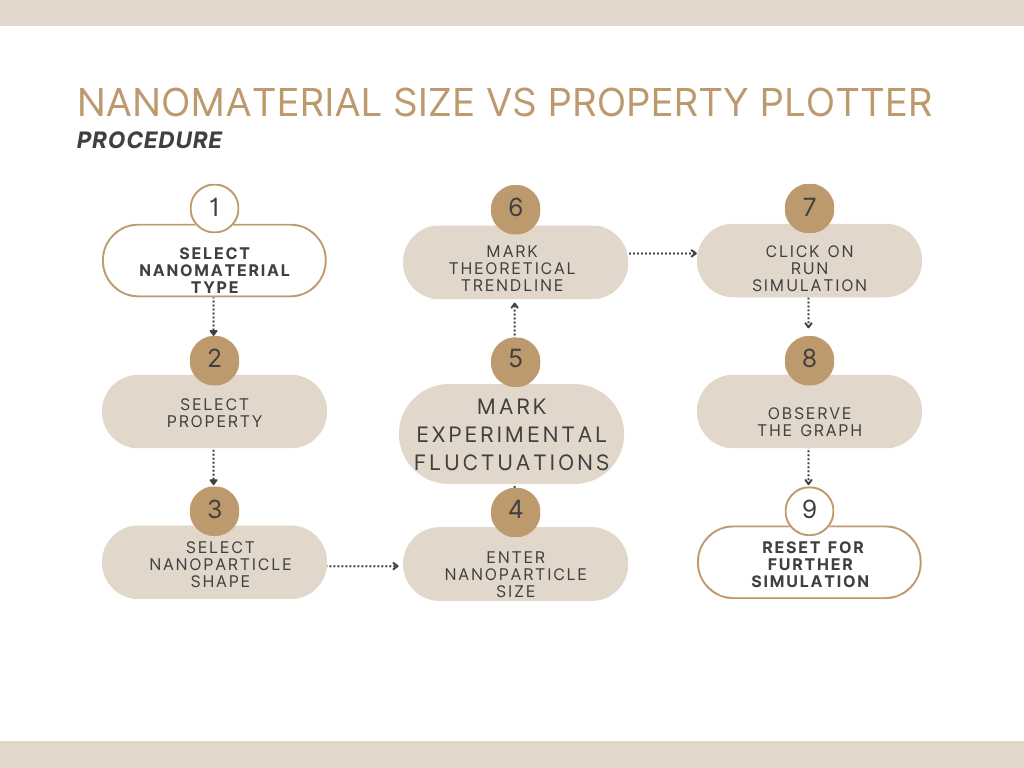 NANOMATERIAL SIZE VS PROPERTY PLOTTER
PROCEDURE
1
SELECT
NANOMATERIAL
TYPE
2
SELECT
PROPERTY
3
SELECT
NANOPARTICLE
SHAPE
4
ENTER
NANOPARTICLE
SIZE
5
MARK
EXPERIMENTAL
FLUCTUATIONS
6
MARK
THEORETICAL
TRENDLINE
7
CLICK ON
RUN
SIMULATION
8
OBSERVE
THE GRAPH
9
RESET FOR
FURTHER
SIMULATION